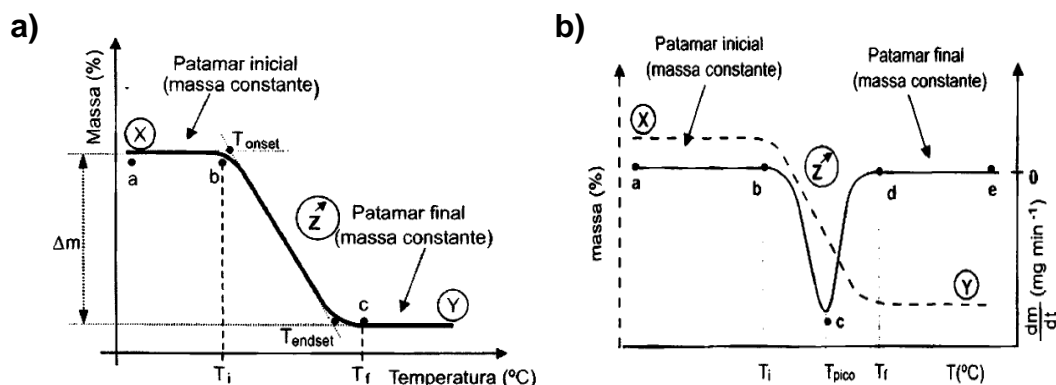 a)
Massa (%)
Patamar inicial
(massa constante)
X
T onset
a
b
Z
Δm
Patamar final
(massa constante)
c
Y
T endset
T i
T f
Temperatura (ºC)
b)
Patamar inicial
(massa constante)
Patamar final
(massa constante)
X
Z
0
a
b
d
e
massa (%)
Y
c
dm
dt
(mg min -1)
T i
T pico
T f
T(ºC)